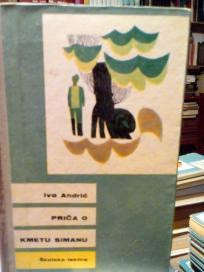 Ivo Andrić
PRIČA O
KMETU SIMANU
Školska lektira